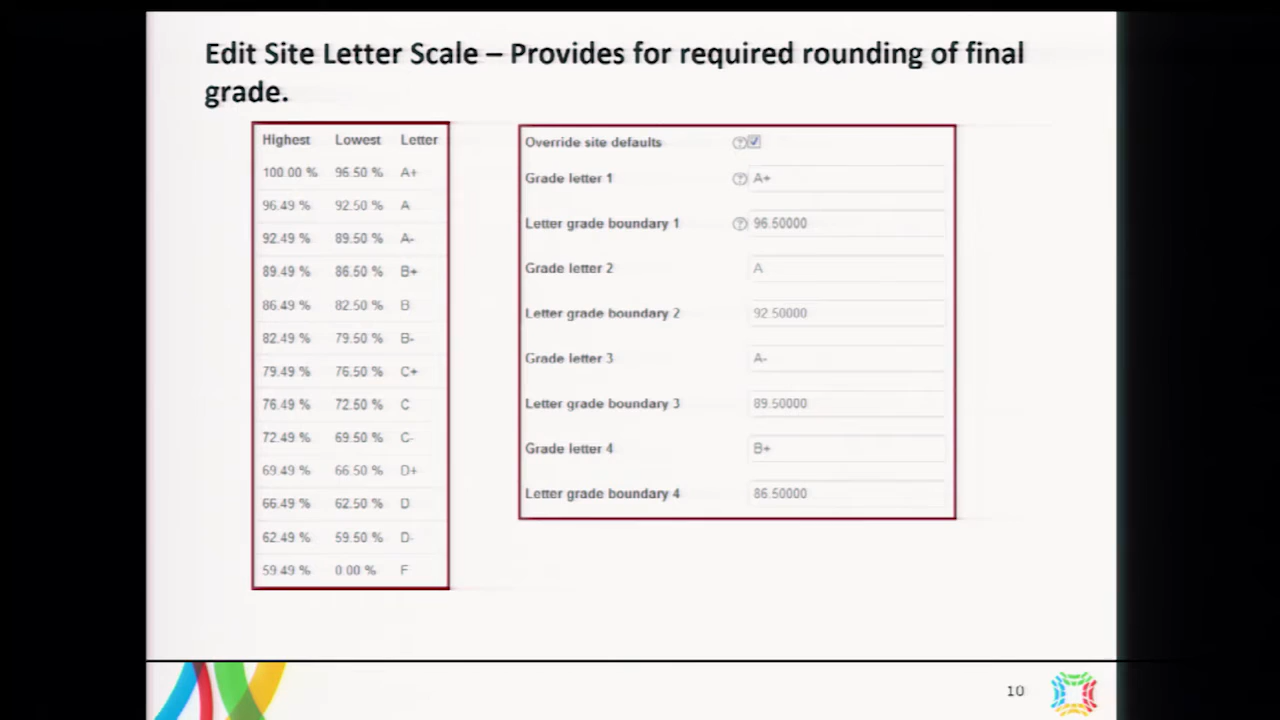 Edit Site Letter Scale – Provides for required rounding of final
grade.
Highest Lowest Letter
100.00 % 96.50 % A+
96.49 % 92.50 % A
92.49 % 89.50 % A-
89.49 % 86.50 % B+
86.49 % 82.50 % B
82.49 % 79.50 % B-
79.49 % 76.50 % C+
76.49 % 72.50 % C
72.49 % 69.50 % C-
69.49 % 66.50 % D+
66.49 % 62.50 % D
62.49 % 59.50 % D-
59.49 % 0.00 % F
Override site defaults
Grade letter 1 A+
Letter grade boundary 1 96.50000
Grade letter 2 A
Letter grade boundary 2 92.50000
Grade letter 3 A-
Letter grade boundary 3 89.50000
Grade letter 4 B+
Letter grade boundary 4 86.50000
10